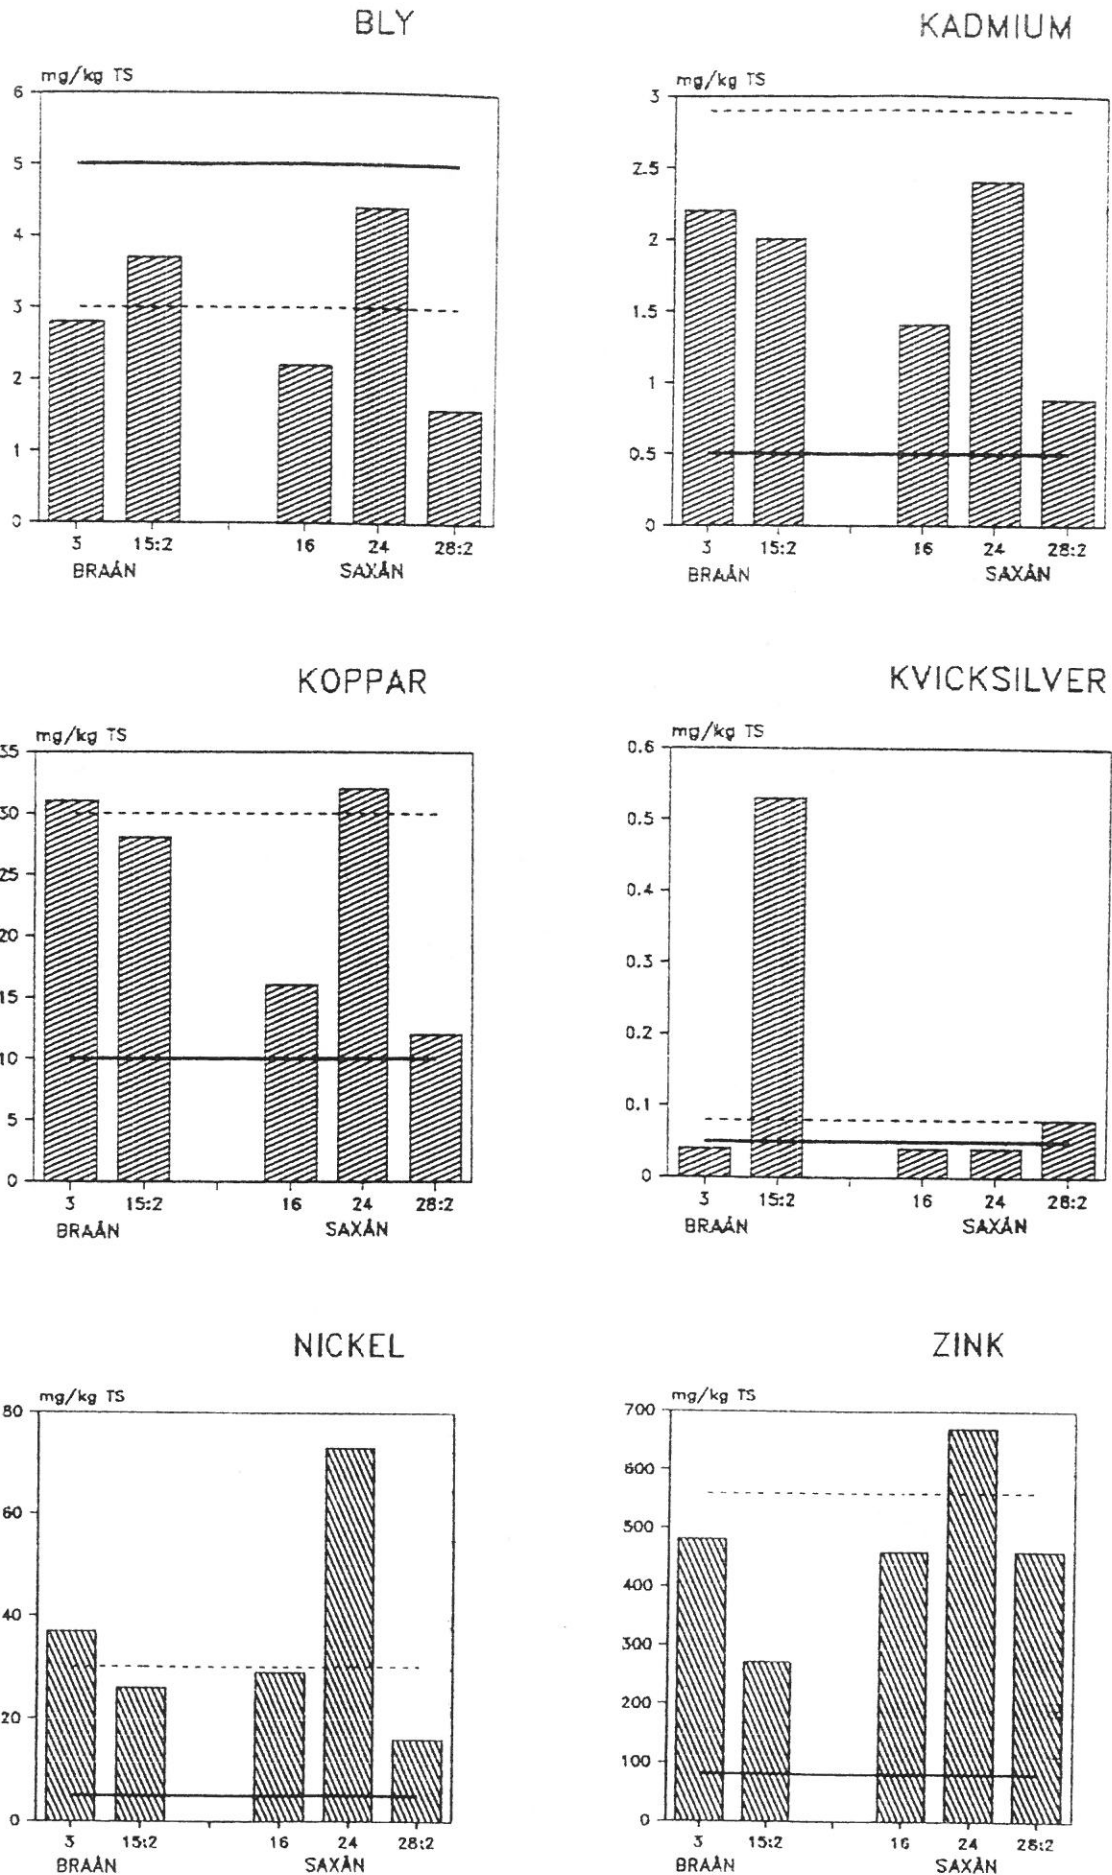 BLY
mg/kg TS
6
5
4
3
2
1
0
3 15:2 16 24 28:2
BRAÅN SAXÅN
KADMIUM
mg/kg TS
3
2.5
2
1.5
1
0.5
0
3 15:2 16 24 28:2
BRAÅN SAXÅN
KOPPAR
mg/kg TS
35
30
25
20
15
10
5
0
3 15:2 16 24 28:2
BRAÅN SAXÅN
KVICKSILVER
mg/kg TS
0.6
0.5
0.4
0.3
0.2
0.1
0
3 15:2 16 24 28:2
BRAÅN SAXÅN
NICKEL
mg/kg TS
80
60
40
20
0
3 15:2 16 24 28:2
BRAÅN SAXÅN
ZINK
mg/kg TS
700
600
500
400
300
200
100
0
3 15:2 16 24 28:2
BRAÅN SAXÅN